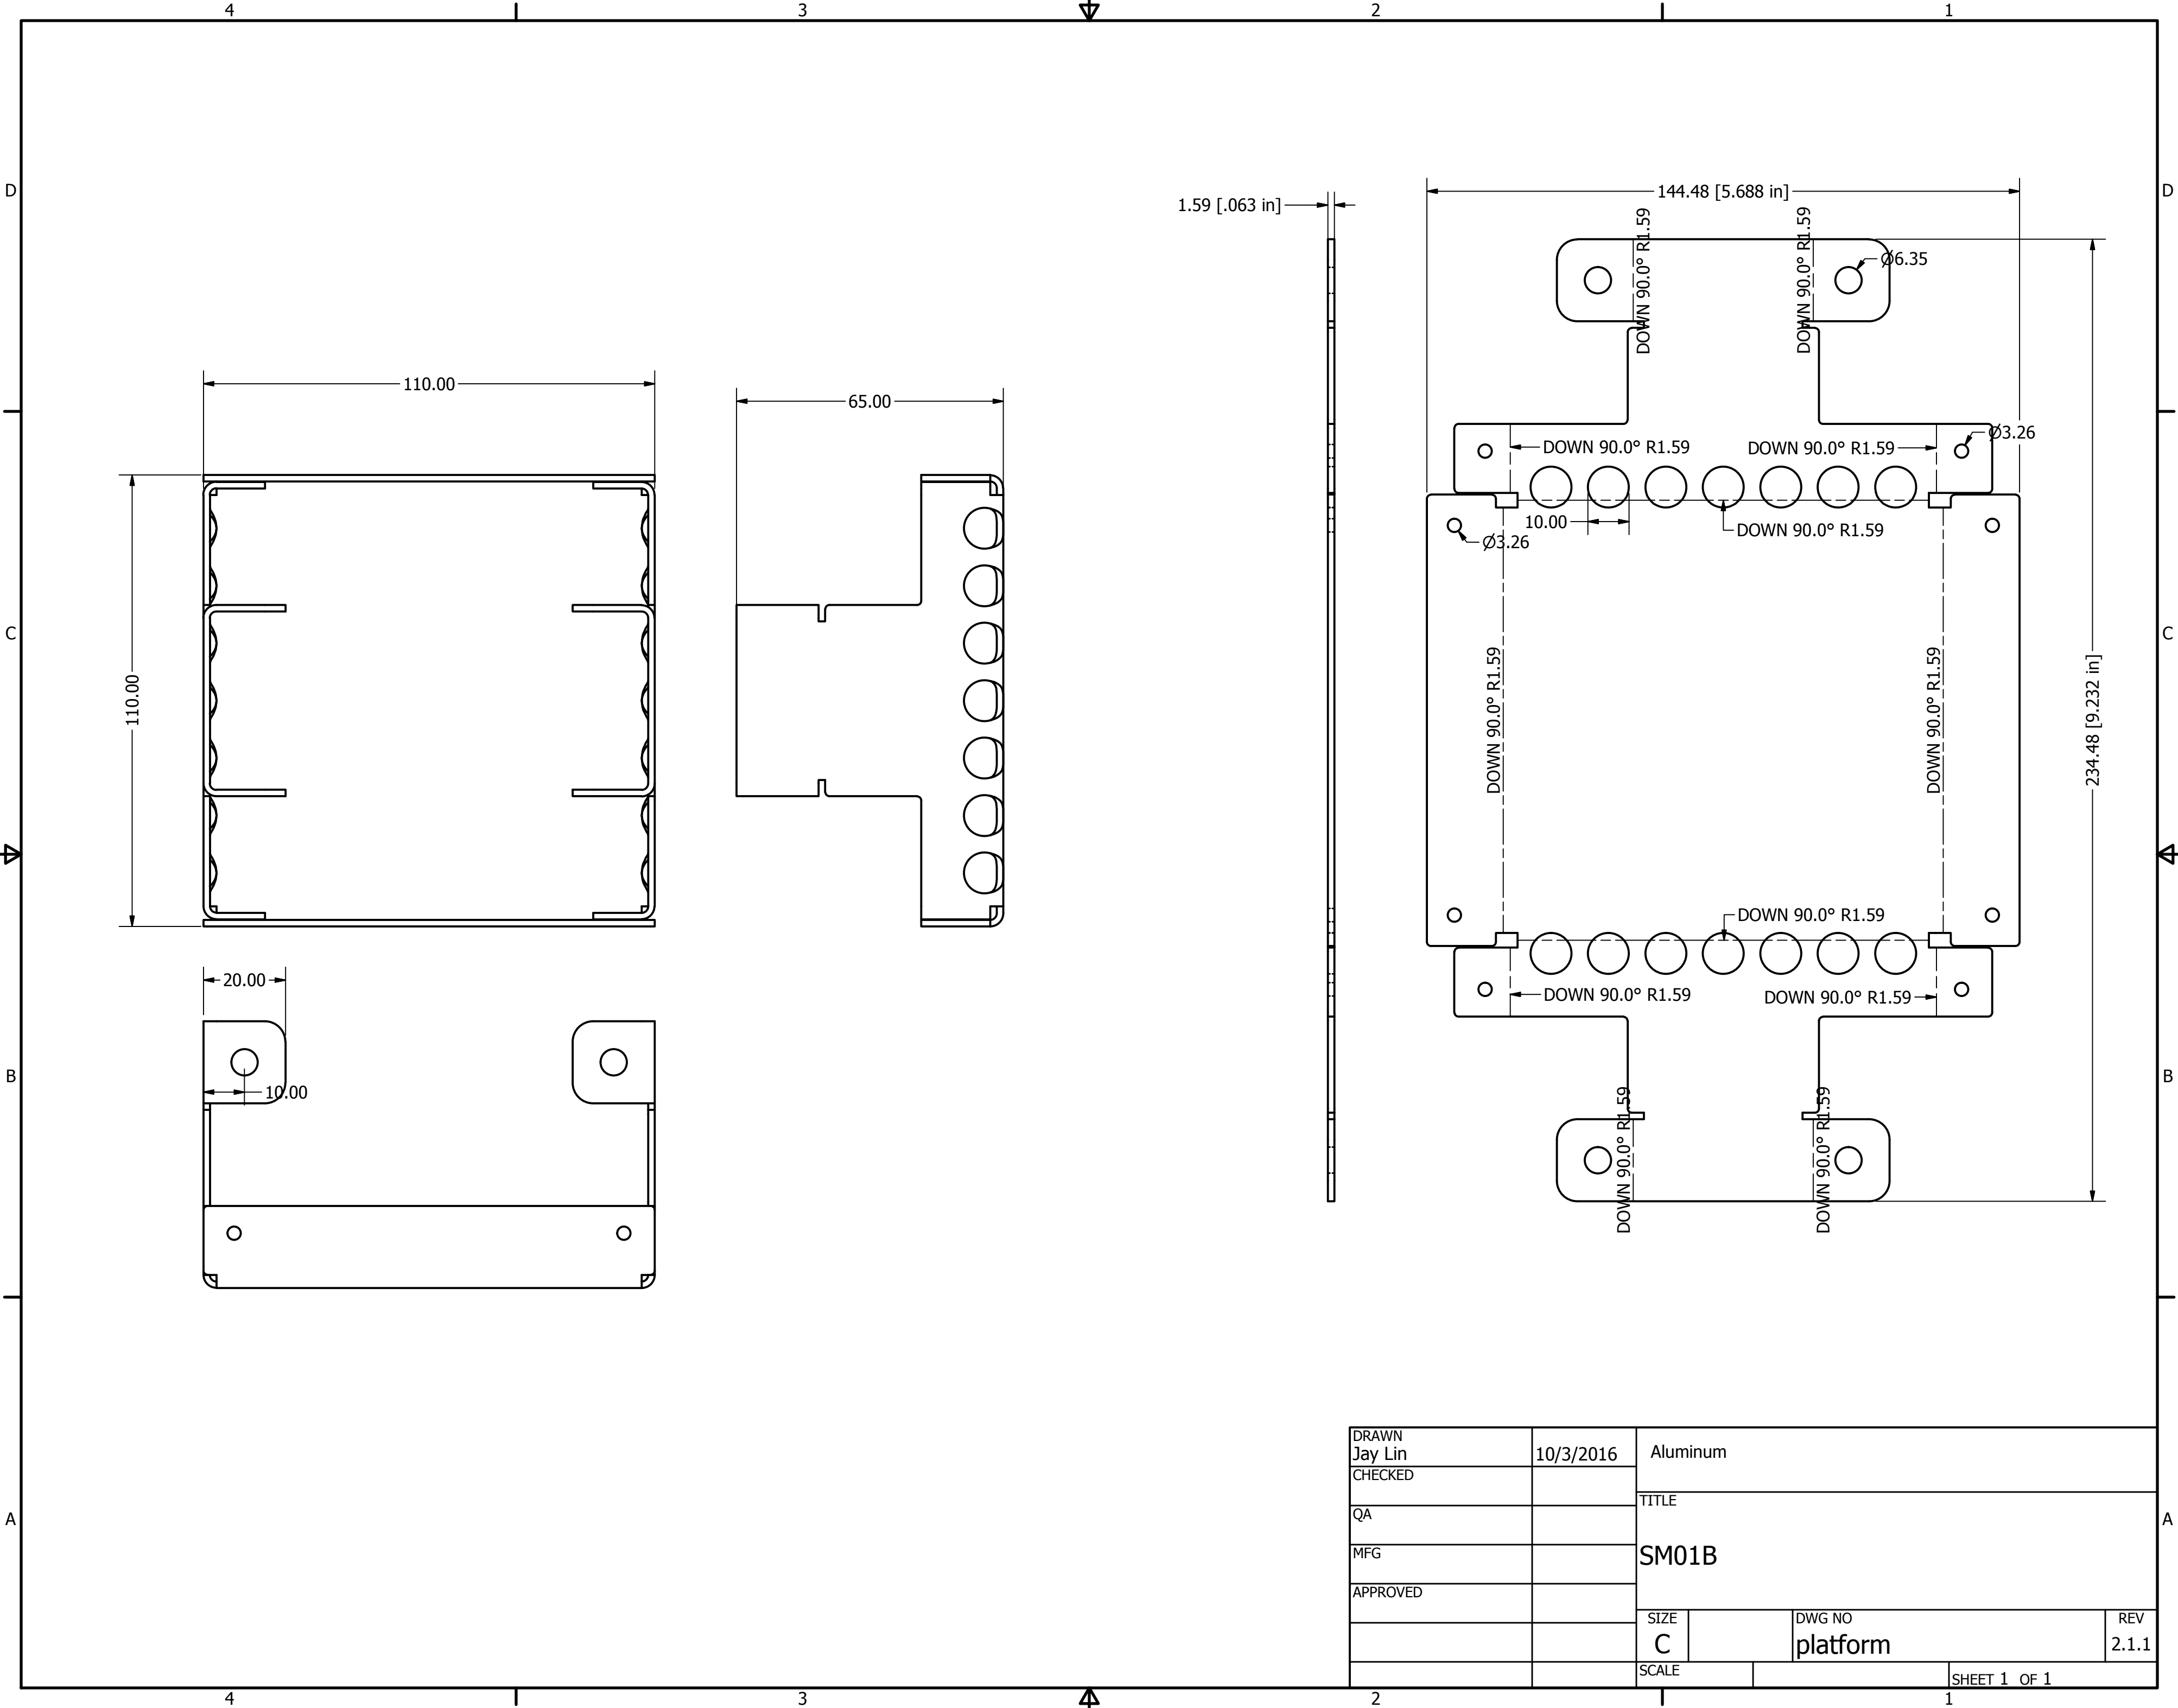 4
3
2
1
D
D
144.48 [5.688 in]
1.59 [.063 in]
DOWN 90.0° R1.59
DOWN 90.0° R1.59
Ø6.35
110.00
65.00
C
C
DOWN 90.0° R1.59
DOWN 90.0° R1.59
Ø3.26
10.00
DOWN 90.0° R1.59
Ø3.26
110.00
DOWN 90.0° R1.59
DOWN 90.0° R1.59
234.48 [9.232 in]
DOWN 90.0° R1.59
20.00
DOWN 90.0° R1.59
DOWN 90.0° R1.59
B
B
10.00
DOWN 90.0° R1.59
DOWN 90.0° R1.59
DRAWN
Jay Lin
10/3/2016
Aluminum
CHECKED
TITLE
A
A
QA
MFG
SM01B
APPROVED
SIZE
C
DWG NO
platform
REV
2.1.1
SCALE
SHEET 1 OF 1
4
3
2
1